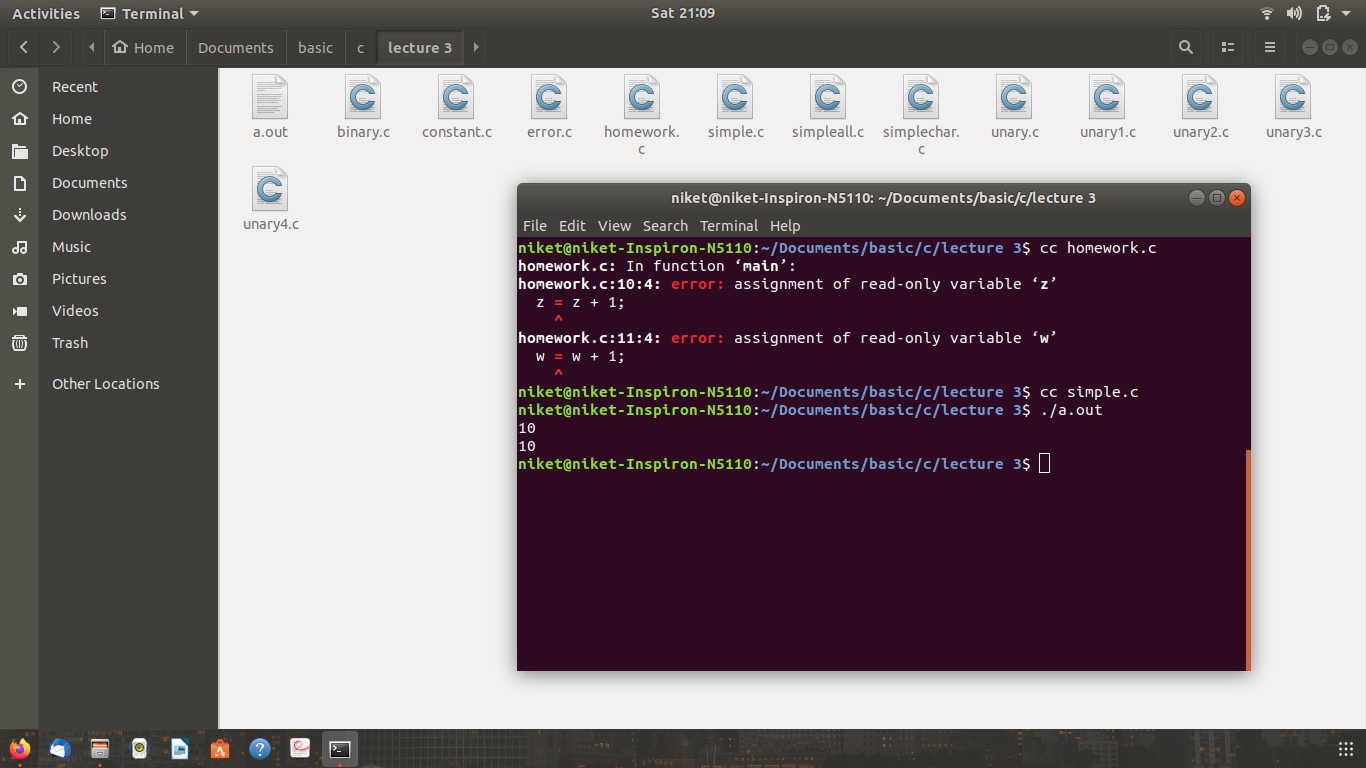 Activities Terminal Sat 21:09
Home Documents basic c lecture 3
Recent
Home
Desktop
Documents
Downloads
Music
Pictures
Videos
Trash
Other Locations
a.out binary.c constant.c error.c homework. simple.c simpleall.c simplechar. unary.c unary1.c unary2.c unary3.c
c c
unary4.c
niket@niket-Inspiron-N5110: ~/Documents/basic/c/lecture 3
File Edit View Search Terminal Help
niket@niket-Inspiron-N5110:~/Documents/basic/c/lecture 3$ cc homework.c
homework.c: In function ‘main’:
homework.c:10:4: error: assignment of read-only variable ‘z’
z = z + 1;
^
homework.c:11:4: error: assignment of read-only variable ‘w’
w = w + 1;
^
niket@niket-Inspiron-N5110:~/Documents/basic/c/lecture 3$ cc simple.c
niket@niket-Inspiron-N5110:~/Documents/basic/c/lecture 3$ ./a.out
10
10
niket@niket-Inspiron-N5110:~/Documents/basic/c/lecture 3$